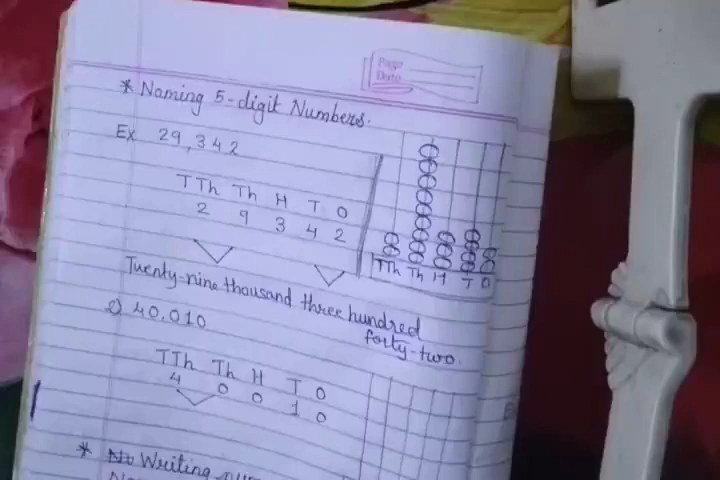 Page
Date
* Naming 5-digit Numbers.
Ex 29,342
TTh Th H T O
2 9 3 4 2
TTh Th H T O
Twenty-nine thousand three hundred
forty-two.
2) 40,010
TTh Th H T O
4 0 0 1 0
* Writing